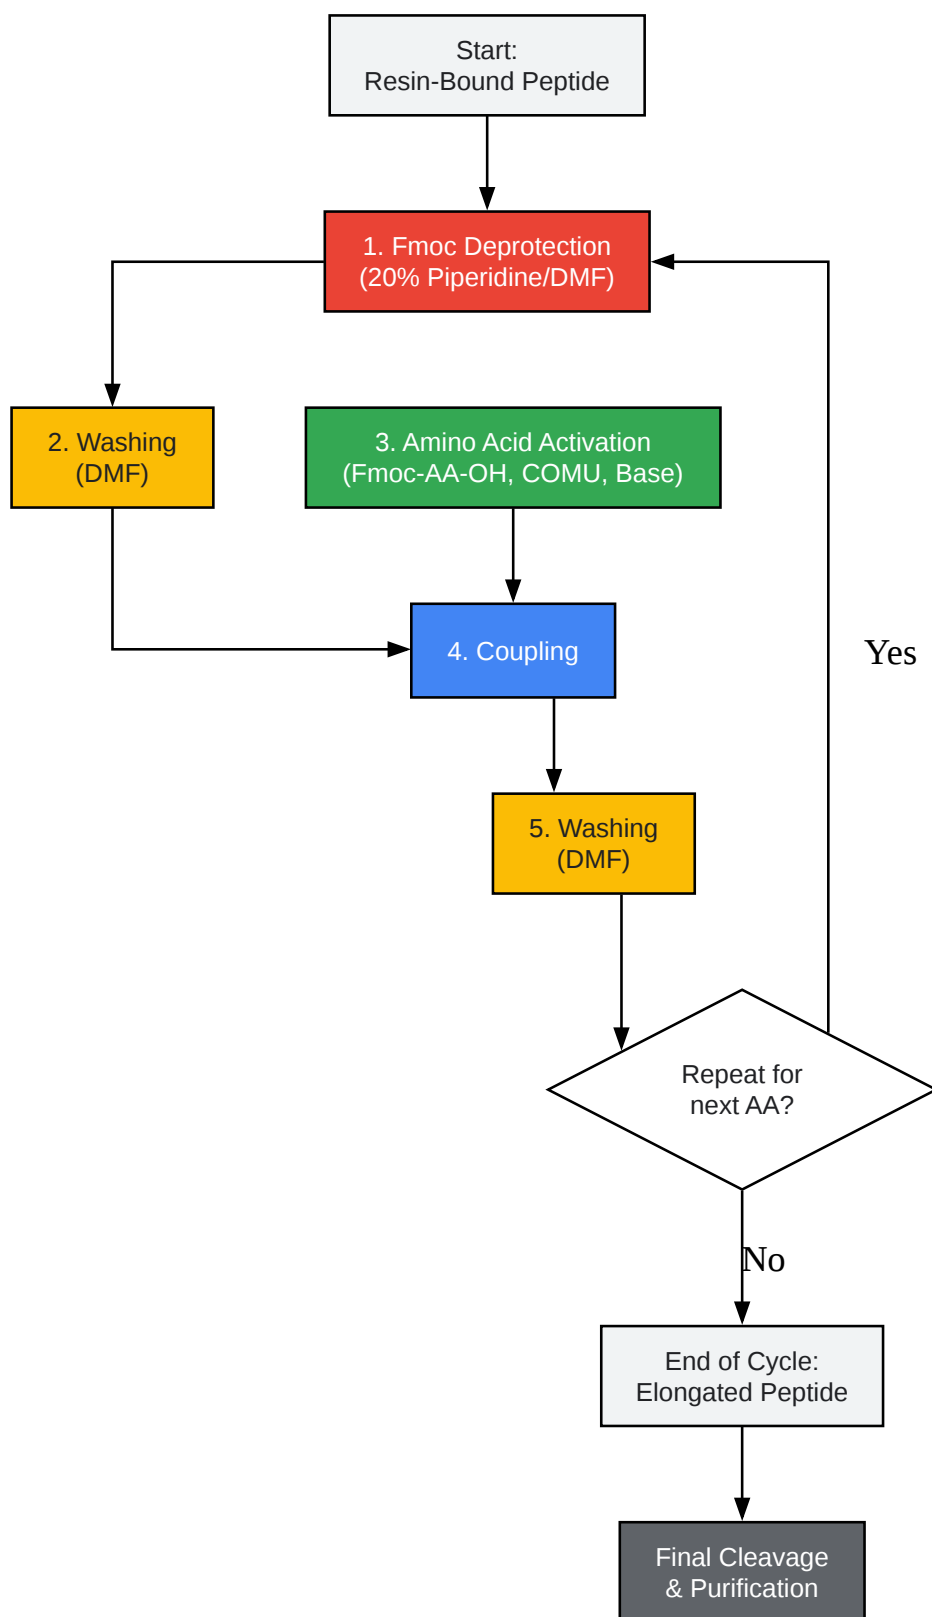 Start:
Resin-Bound Peptide
1. Fmoc Deprotection
(20% Piperidine/DMF)
2. Washing
(DMF)
3. Amino Acid Activation
(Fmoc-AA-OH, COMU, Base)
4. Coupling
Yes
5. Washing
(DMF)
Repeat for
next AA?
No
End of Cycle:
Elongated Peptide
Final Cleavage
& Purification